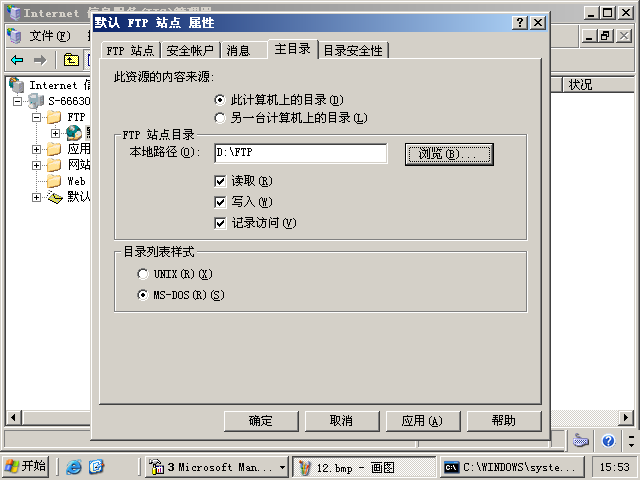 默认 FTP 站点 属性
文件(F)
FTP 站点 安全帐户 消息 主目录 目录安全性
此资源的内容来源:
此计算机上的目录(D)
另一台计算机上的目录(L)
FTP 站点目录
本地路径(O): D:\FTP 浏览(B)...
读取(R)
写入(W)
记录访问(V)
目录列表样式
UNIX(R)(X)
MS-DOS(R)(S)
确定 取消 应用(A) 帮助
Internet
Internet 信
S-66630
FTP
应用
网站
Web
默认
状况
开始 3 Microsoft Man... 12.bmp - 画图 C:\WINDOWS\syste... 15:53